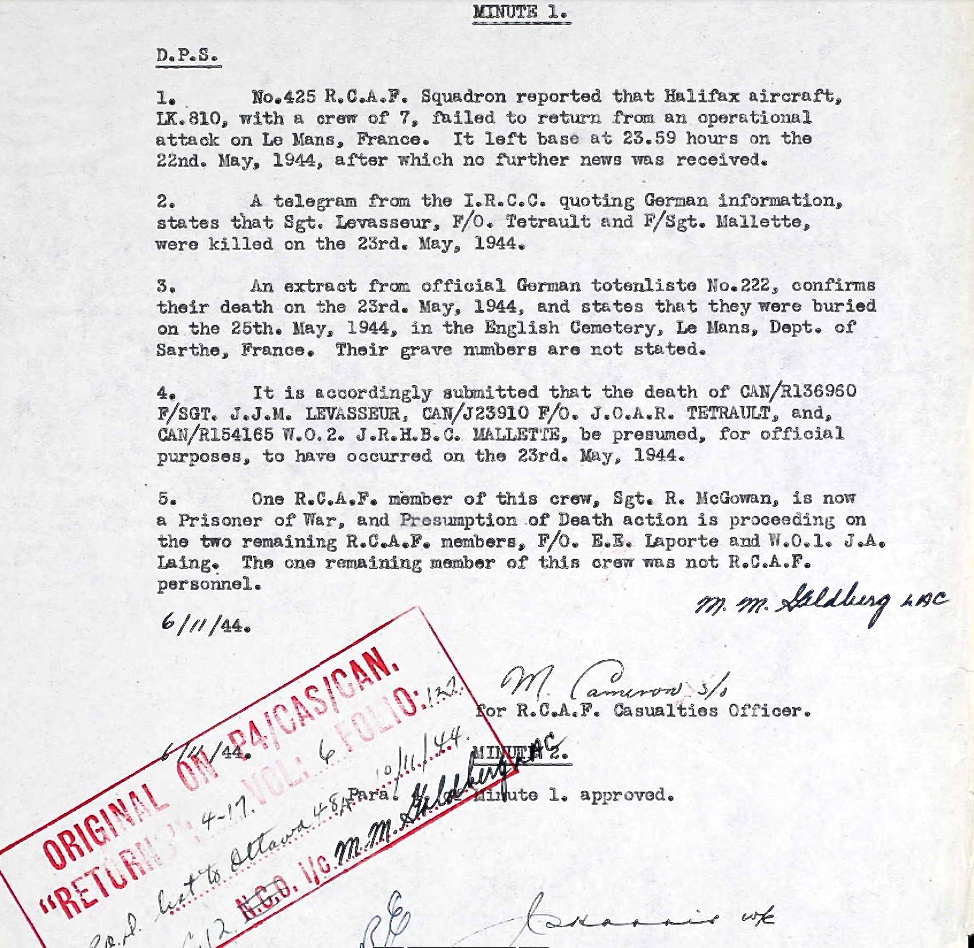 MINUTE 1.
D.P.S.
1. No.425 R.C.A.F. Squadron reported that Halifax aircraft,
LK.810, with a crew of 7, failed to return from an operational
attack on Le Mans, France. It left base at 23.59 hours on the
22nd. May, 1944, after which no further news was received.
2. A telegram from the I.R.C.C. quoting German information,
states that Sgt. Levasseur, F/O. Tetrault and F/Sgt. Mallette,
were killed on the 23rd. May, 1944.
3. An extract from official German totenliste No.222, confirms
their death on the 23rd. May, 1944, and states that they were buried
on the 25th. May, 1944, in the English Cemetery, Le Mans, Dept. of
Sarthe, France. Their grave numbers are not stated.
4. It is accordingly submitted that the death of CAN/R136960
F/SGT. J.J.M. LEVASSEUR, CAN/J23910 F/O. J.O.A.R. TETRAULT, and,
CAN/R154165 W.O.2. J.R.H.B.C. MALLETTE, be presumed, for official
purposes, to have occurred on the 23rd. May, 1944.
5. One R.C.A.F. member of this crew, Sgt. R. McGowan, is now
a Prisoner of War, and Presumption of Death action is proceeding on
the two remaining R.C.A.F. members, F/O. E.E. Laporte and W.O.1. J.A.
Laing. The one remaining member of this crew was not R.C.A.F.
personnel.
M. M. Goldberg LAC
6/11/44.
M. Cameron S/O
for R.C.A.F. Casualties Officer.
6/11/44.
MINUTE 2.
Para. of Minute 1. approved.
ORIGINAL ON P4/CAS/CAN.
"RETURNS" 4-17. VOL: 6 FOLIO: 122.
list to Ottawa 48 10/11/44.
N.C.O. i/c M. M. Goldberg LAC